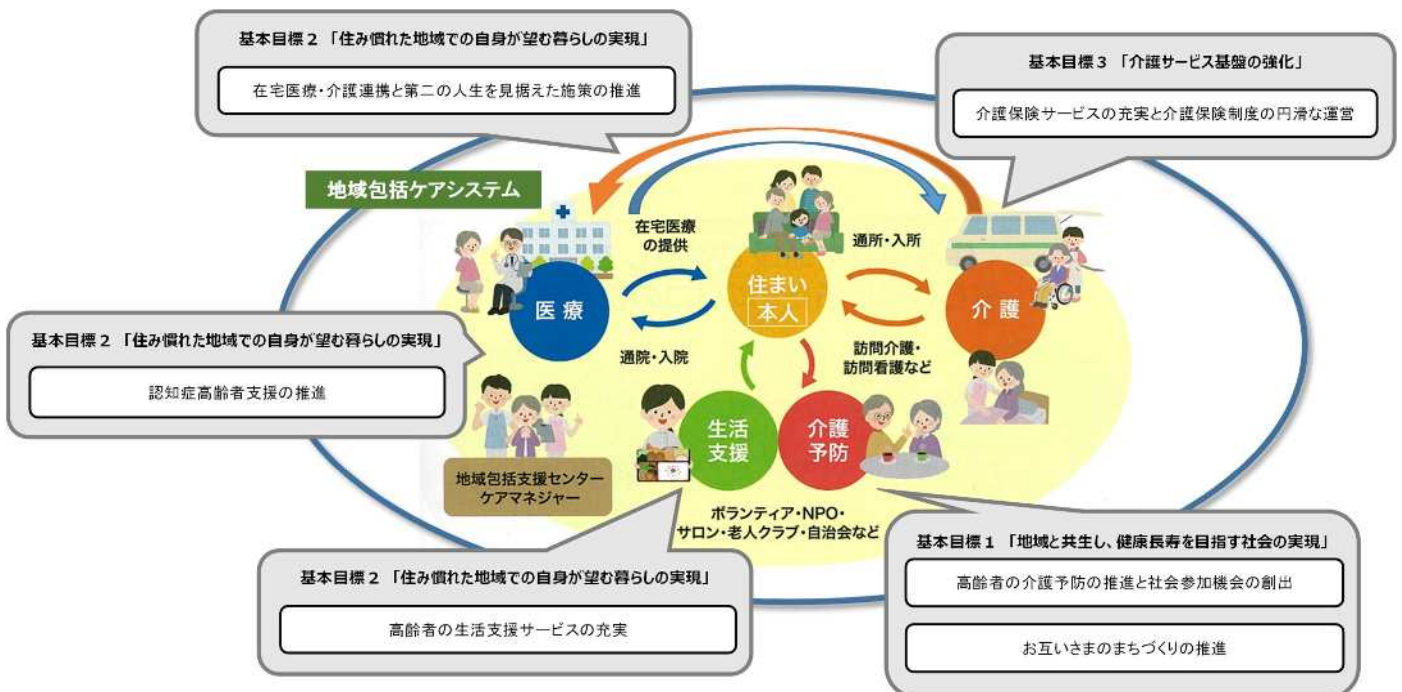 基本目標２ 「住み慣れた地域での自身が望む暮らしの実現」
在宅医療・介護連携と第二の人生を見据えた施策の推進
基本目標３ 「介護サービス基盤の強化」
介護保険サービスの充実と介護保険制度の円滑な運営
地域包括ケアシステム
在宅医療
の提供
通所・入所
医療
住まい
本人
介護
通院・入院
訪問介護・
訪問看護など
基本目標２ 「住み慣れた地域での自身が望む暮らしの実現」
認知症高齢者支援の推進
生活
支援
介護
予防
地域包括支援センター
ケアマネジャー
ボランティア・NPO・
サロン・老人クラブ・自治会など
基本目標２ 「住み慣れた地域での自身が望む暮らしの実現」
高齢者の生活支援サービスの充実
基本目標１ 「地域と共生し、健康長寿を目指す社会の実現」
高齢者の介護予防の推進と社会参加機会の創出
お互いさまのまちづくりの推進